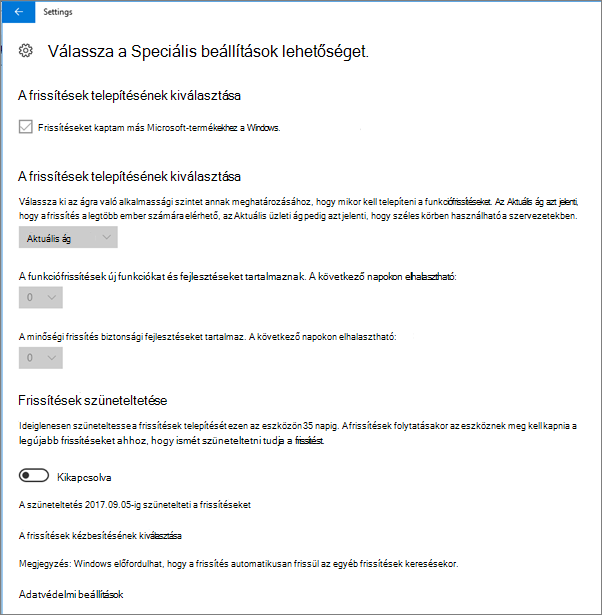 Settings
Válassza a Speciális beállítások lehetőséget.
A frissítések telepítésének kiválasztása
Frissítéseket kaptam más Microsoft-termékekhez a Windows.
A frissítések telepítésének kiválasztása
Válassza ki az ágra való alkalmassági szintet annak meghatározásához, hogy mikor kell telepíteni a funkciófrissítéseket. Az Aktuális ág azt jelenti,
hogy a frissítés a legtöbb ember számára elérhető, az Aktuális üzleti ág pedig azt jelenti, hogy széles körben használható a szervezetekben.
Aktuális ág
A funkciófrissítések új funkciókat és fejlesztéseket tartalmaznak. A következő napokon elhalasztható:
0
A minőségi frissítés biztonsági fejlesztéseket tartalmaz. A következő napokon elhalasztható:
0
Frissítések szüneteltetése
Ideiglenesen szüneteltesse a frissítések telepítését ezen az eszközön 35 napig. A frissítések folytatásakor az eszköznek meg kell kapnia a
legújabb frissítéseket ahhoz, hogy ismét szüneteltetni tudja a frissítést.
Kikapcsolva
A szüneteltetés 2017.09.05-ig szünetelteti a frissítéseket
A frissítések kézbesítésének kiválasztása
Megjegyzés: Windows előfordulhat, hogy a frissítés automatikusan frissül az egyéb frissítések keresésekor.
Adatvédelmi beállítások